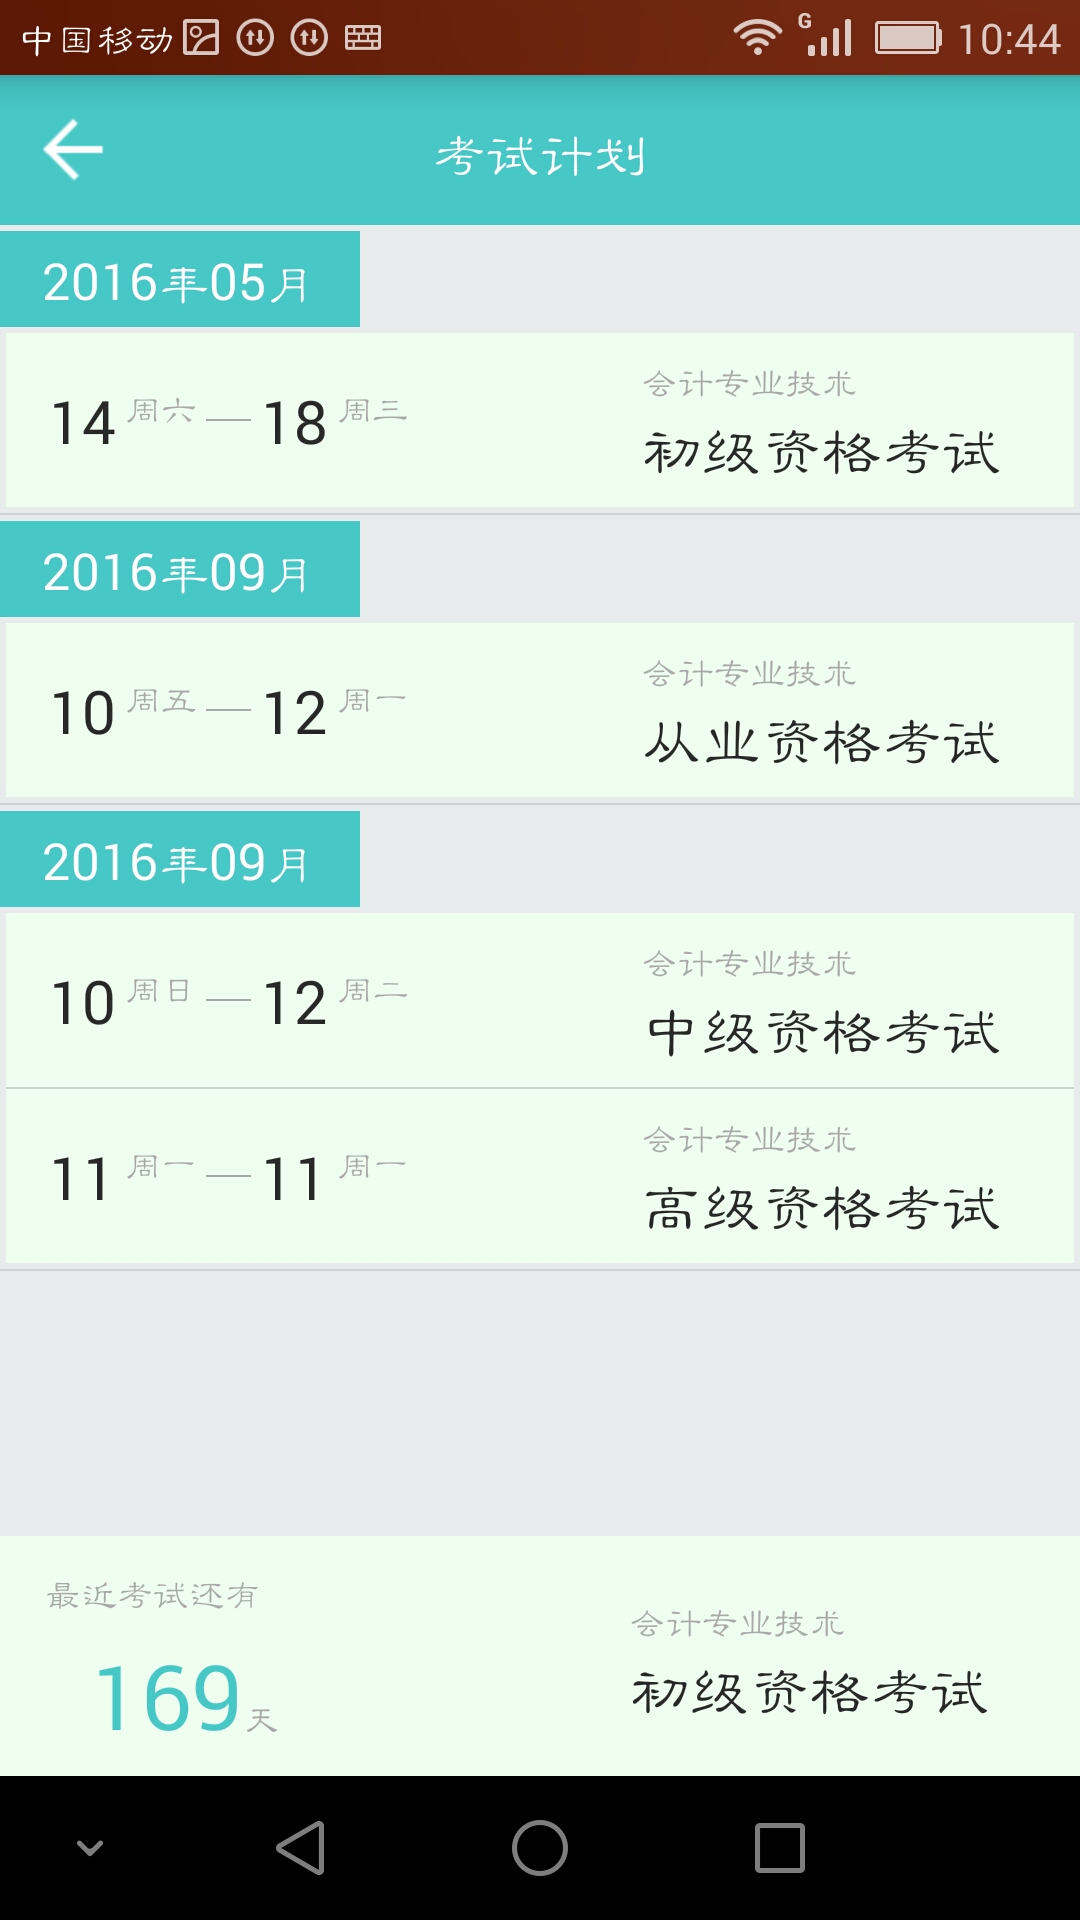 中国移动 G 10:44
考试计划
2016年05月
14 周六 — 18 周三
会计专业技术
初级资格考试
2016年09月
10 周五 — 12 周一
会计专业技术
从业资格考试
2016年09月
10 周日 — 12 周二
会计专业技术
中级资格考试
11 周一 — 11 周一
会计专业技术
高级资格考试
最近考试还有
169天
会计专业技术
初级资格考试